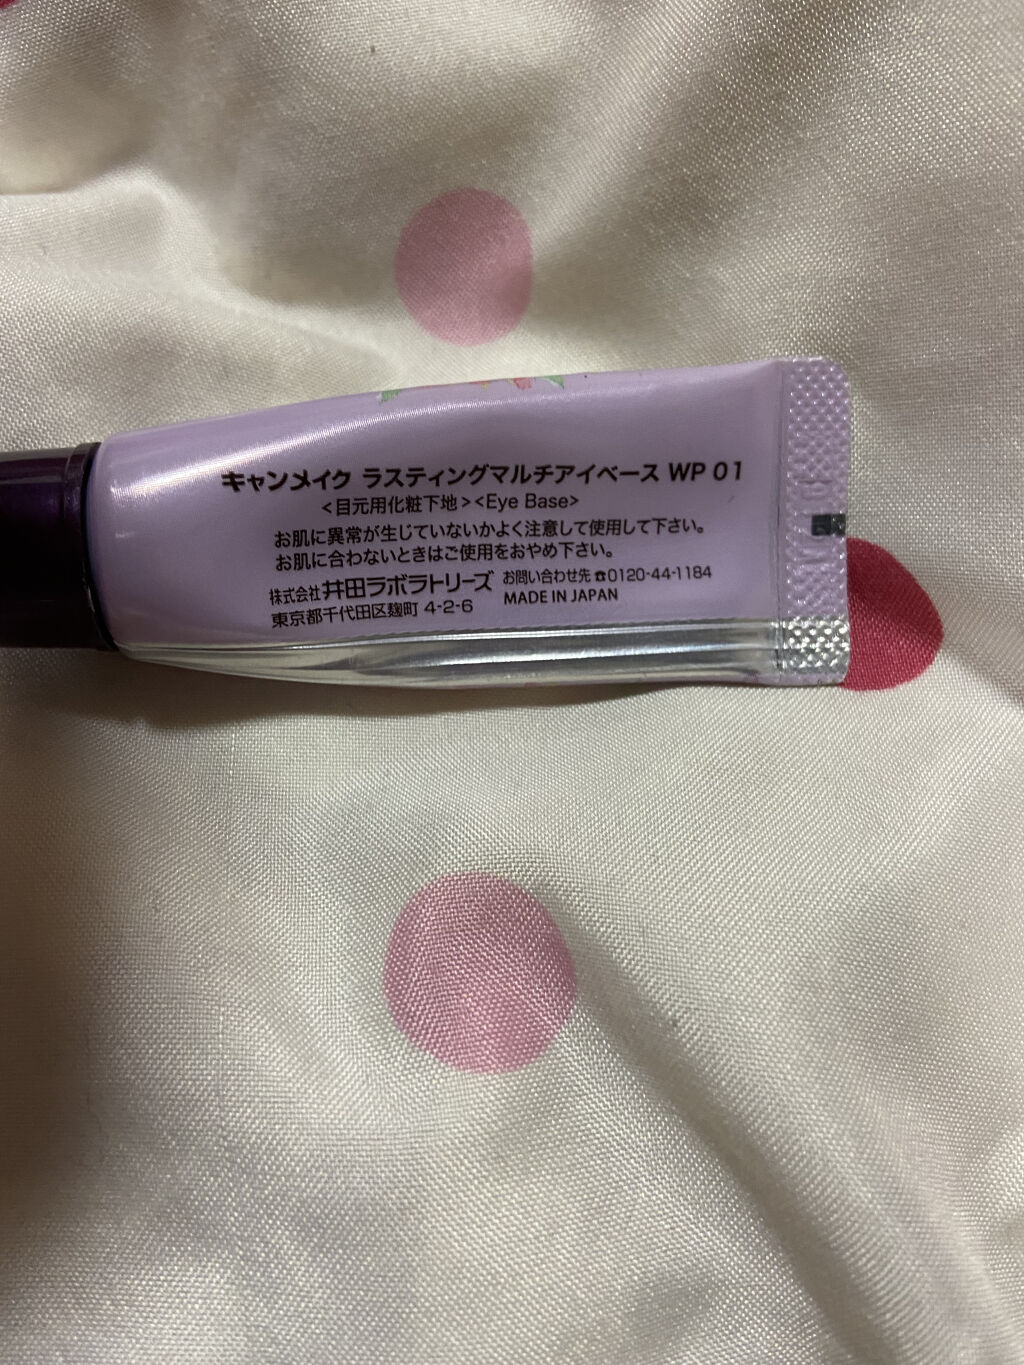 キャンメイク ラスティングマルチアイベース WP 01
<目元用化粧下地><Eye Base>
お肌に異常が生じていないかよく注意して使用して下さい。
お肌に合わないときはご使用をおやめ下さい。
株式会社井田ラボラトリーズ
東京都千代田区麹町 4-2-6
お問い合わせ先☎0120-44-1184
MADE IN JAPAN